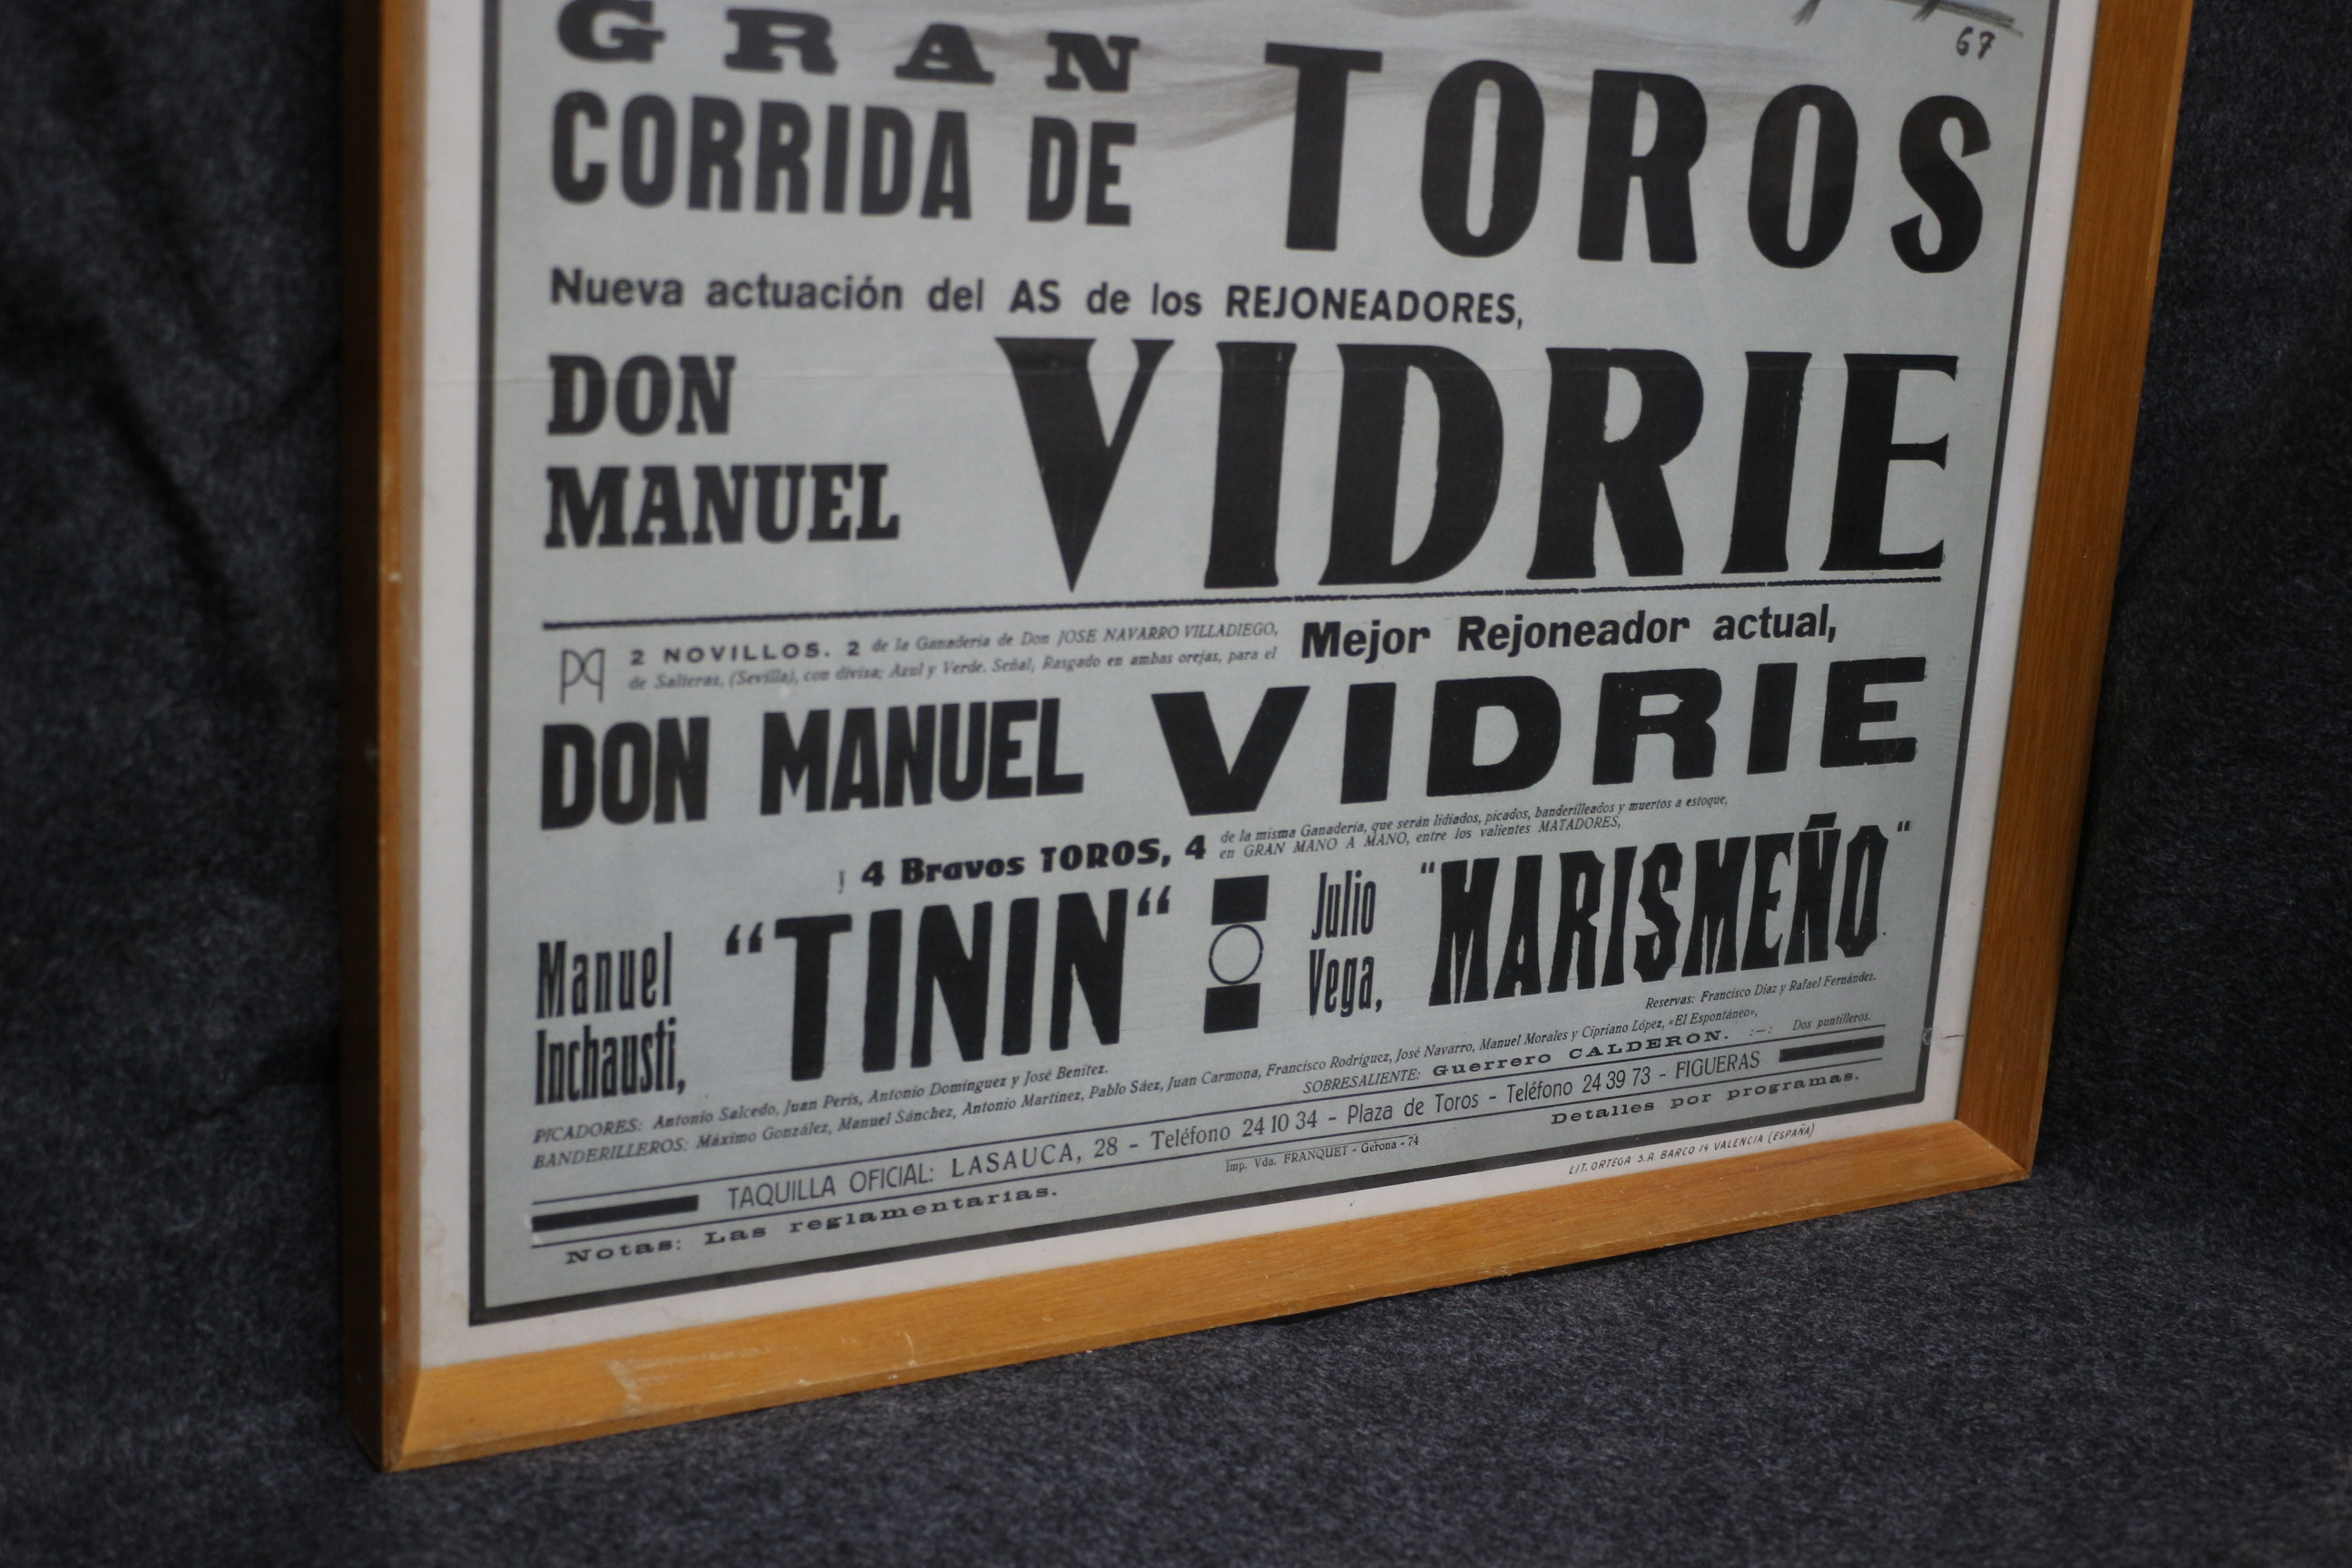 67
GRAN
CORRIDA DE TOROS
Nueva actuación del AS de los REJONEADORES,
DON
MANUEL VIDRIE
2 NOVILLOS. 2 de la Ganadería de Don JOSE NAVARRO VILLADIEGO,
de Salteras, (Sevilla), con divisa; Azul y Verde. Señal, Rasgado en ambas orejas, para el
Mejor Rejoneador actual,
DON MANUEL VIDRIE
¡ 4 Bravos TOROS, 4
de la misma Ganadería, que serán lidiados, picados, banderilleados y muertos a estoque,
en GRAN MANO A MANO, entre los valientes MATADORES,
Manuel
Inchausti,
“TININ“
Julio
Vega,
"MARISMEÑO"
Reservas: Francisco Díaz y Rafael Fernández.
PICADORES: Antonio Salcedo, Juan Peris, Antonio Domínguez y José Benítez.
BANDERILLEROS: Máximo González, Manuel Sánchez, Antonio Martínez, Pablo Sáez, Juan Carmona, Francisco Rodríguez, José Navarro, Manuel Morales y Cipriano López, «El Espontáneo»,
SOBRESALIENTE: Guerrero CALDERON. :—: Dos puntilleros.
TAQUILLA OFICIAL: LASAUCA, 28 - Teléfono 24 10 34 - Plaza de Toros - Teléfono 24 39 73 - FIGUERAS
Notas: Las reglamentarias.
Detalles por programas.
Imp. Vda. FRANQUET - Gerona - 74
LIT. ORTEGA S.A. BARCO 14 VALENCIA (ESPAÑA)